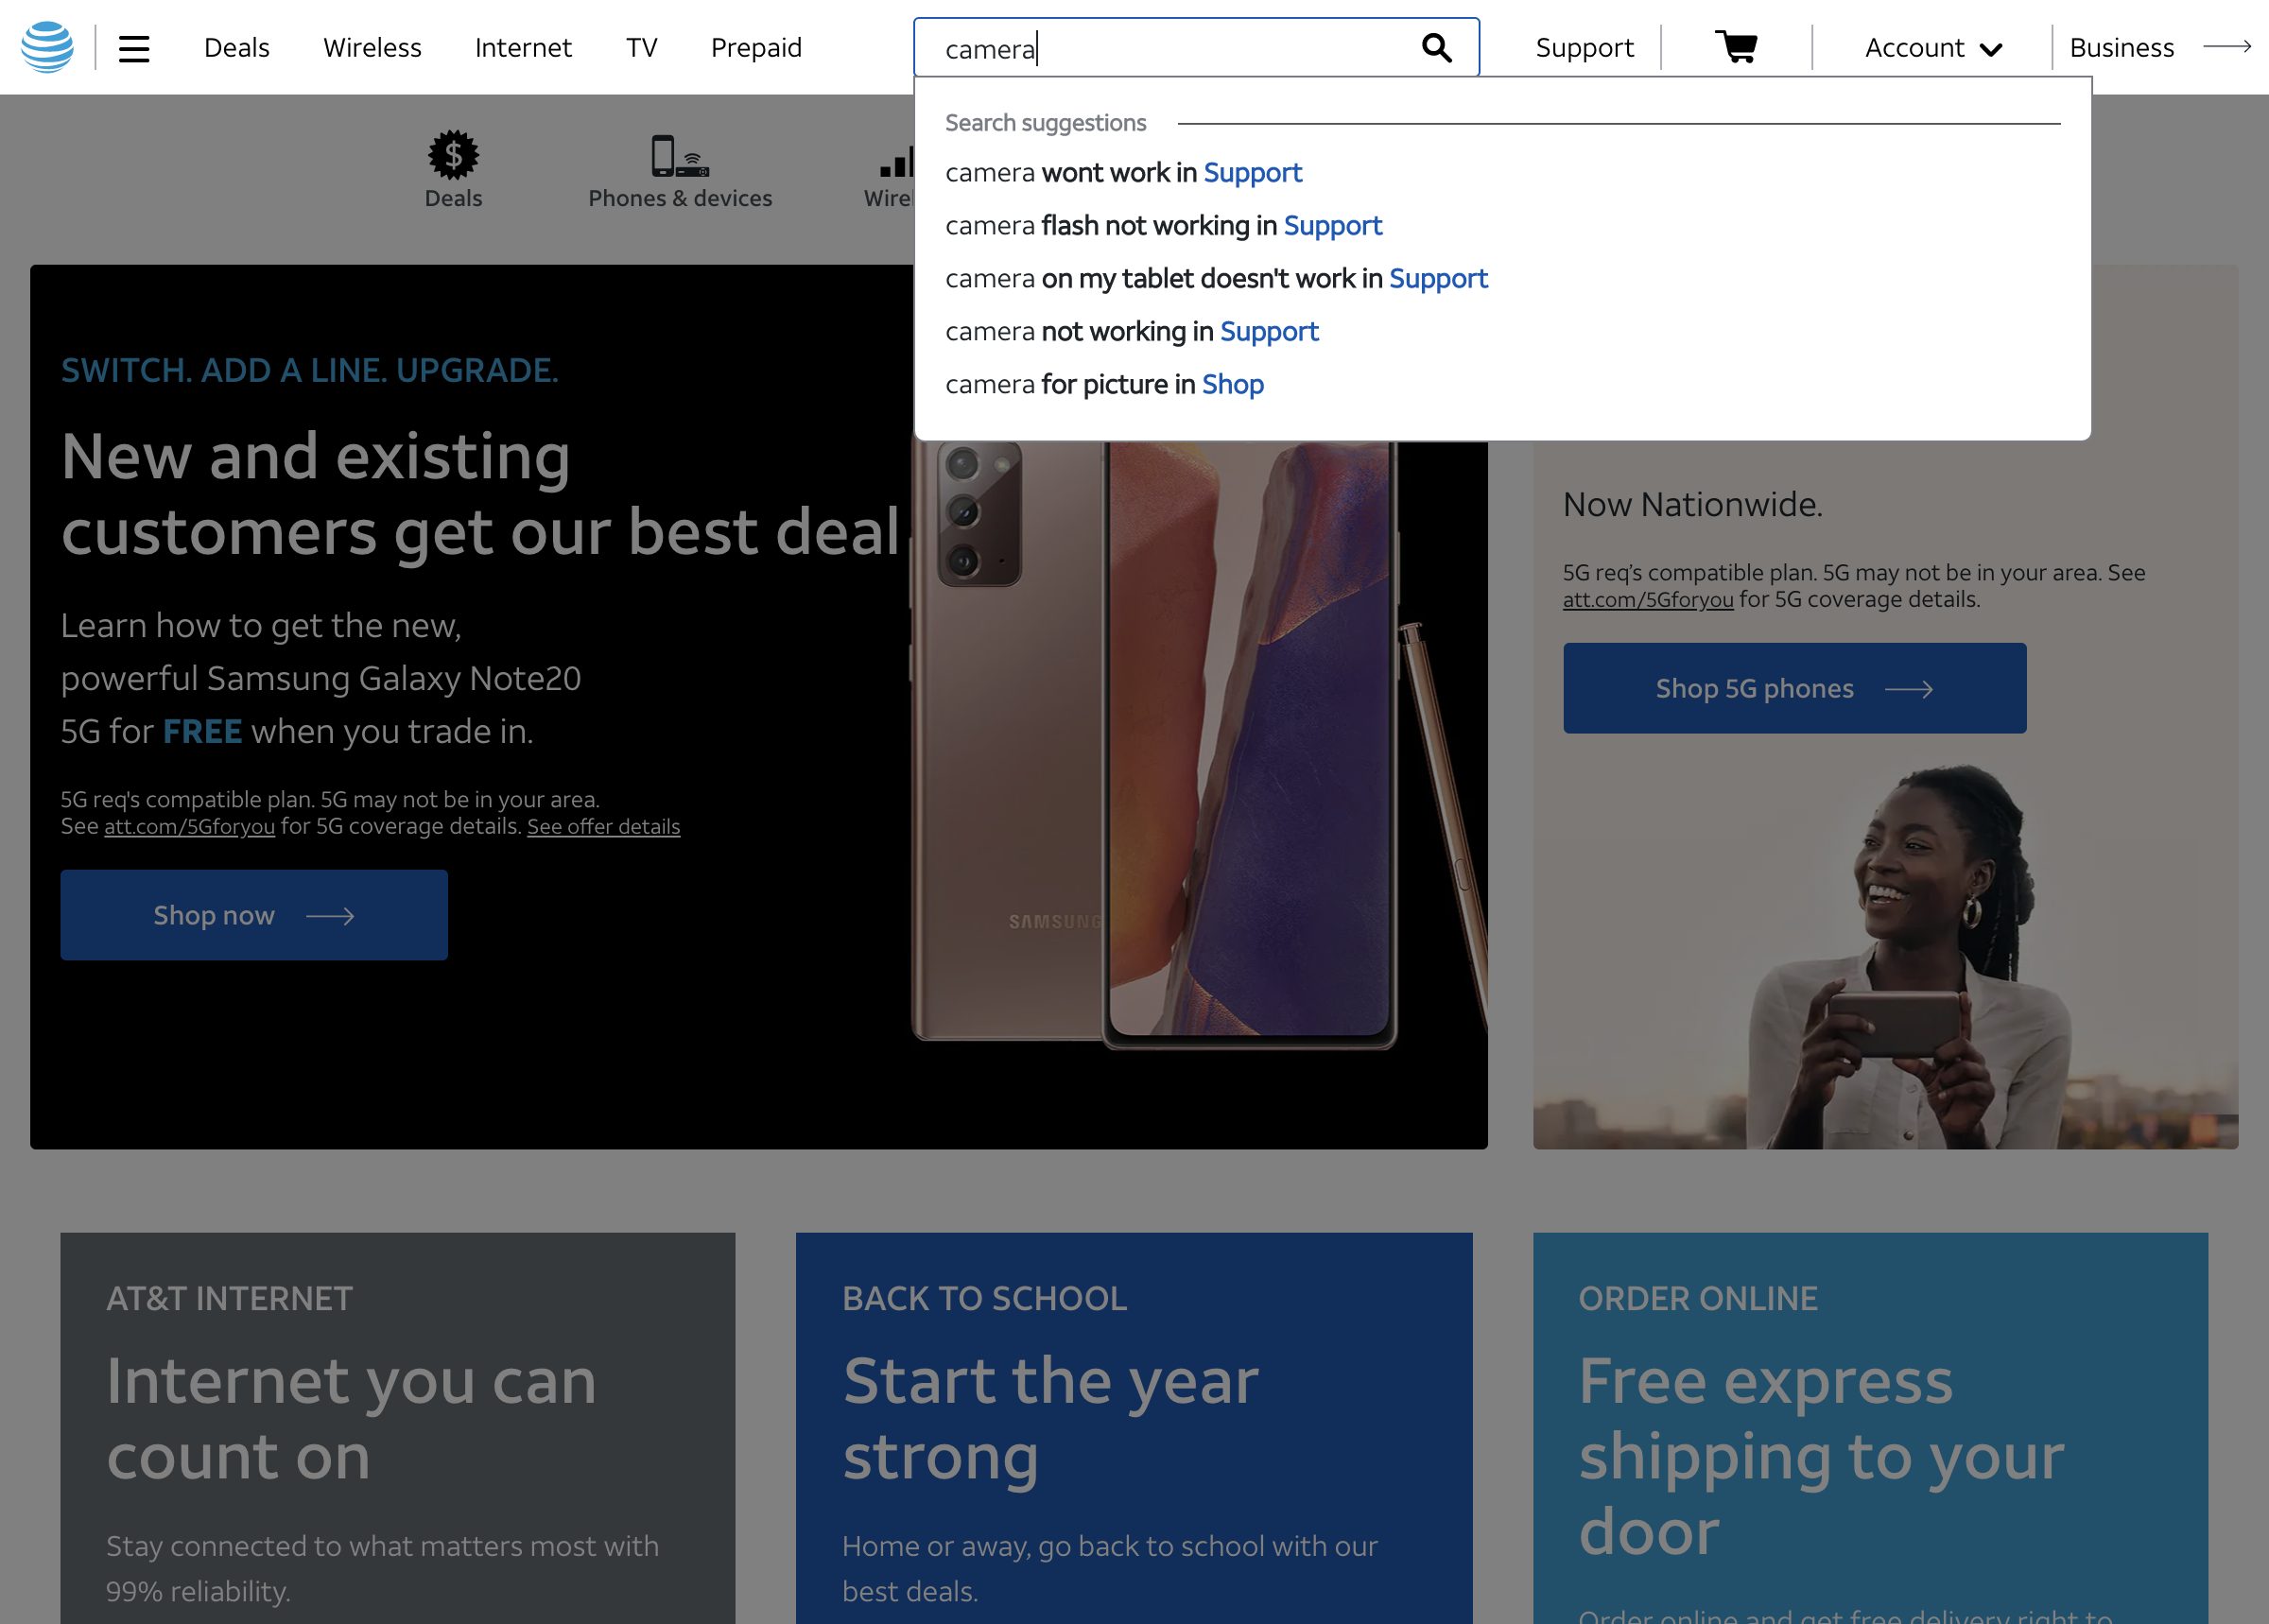 Deals Wireless Internet TV Prepaid camera Support Account Business
Search suggestions
camera wont work in Support
camera flash not working in Support
camera on my tablet doesn't work in Support
camera not working in Support
camera for picture in Shop
Deals Phones & devices
SWITCH. ADD A LINE. UPGRADE.
New and existing
customers get our best deal
Learn how to get the new,
powerful Samsung Galaxy Note20
5G for FREE when you trade in.
5G req's compatible plan. 5G may not be in your area.
See att.com/5Gforyou for 5G coverage details. See offer details
Shop now
SAMSUNG
Now Nationwide.
5G req’s compatible plan. 5G may not be in your area. See
att.com/5Gforyou for 5G coverage details.
Shop 5G phones
AT&T INTERNET
Internet you can
count on
Stay connected to what matters most with
99% reliability.
BACK TO SCHOOL
Start the year
strong
Home or away, go back to school with our
best deals.
ORDER ONLINE
Free express
shipping to your
door
Order online and get free delivery right to